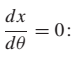 dx/dθ = 0: